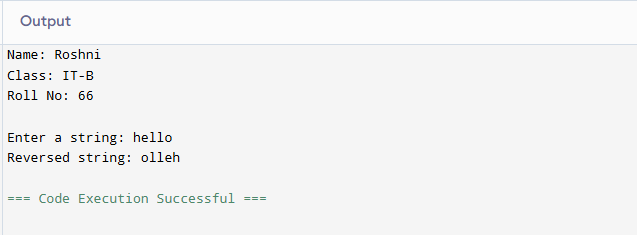 Output
Name: Roshni
Class: IT-B
Roll No: 66
Enter a string: hello
Reversed string: olleh
=== Code Execution Successful ===